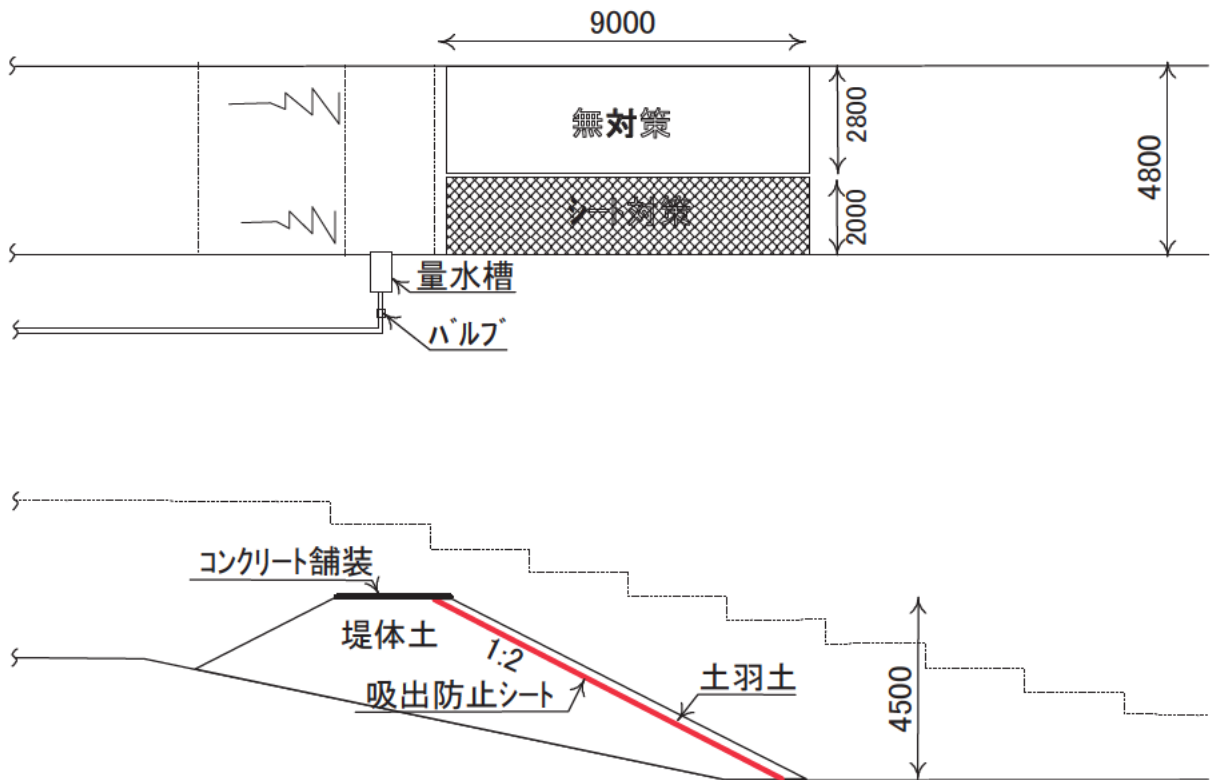 9000
無対策
2800
4800
シート対策
2000
量水槽
バルブ
コンクリート舗装
堤体土
1:2
吸出防止シート
土羽土
4500